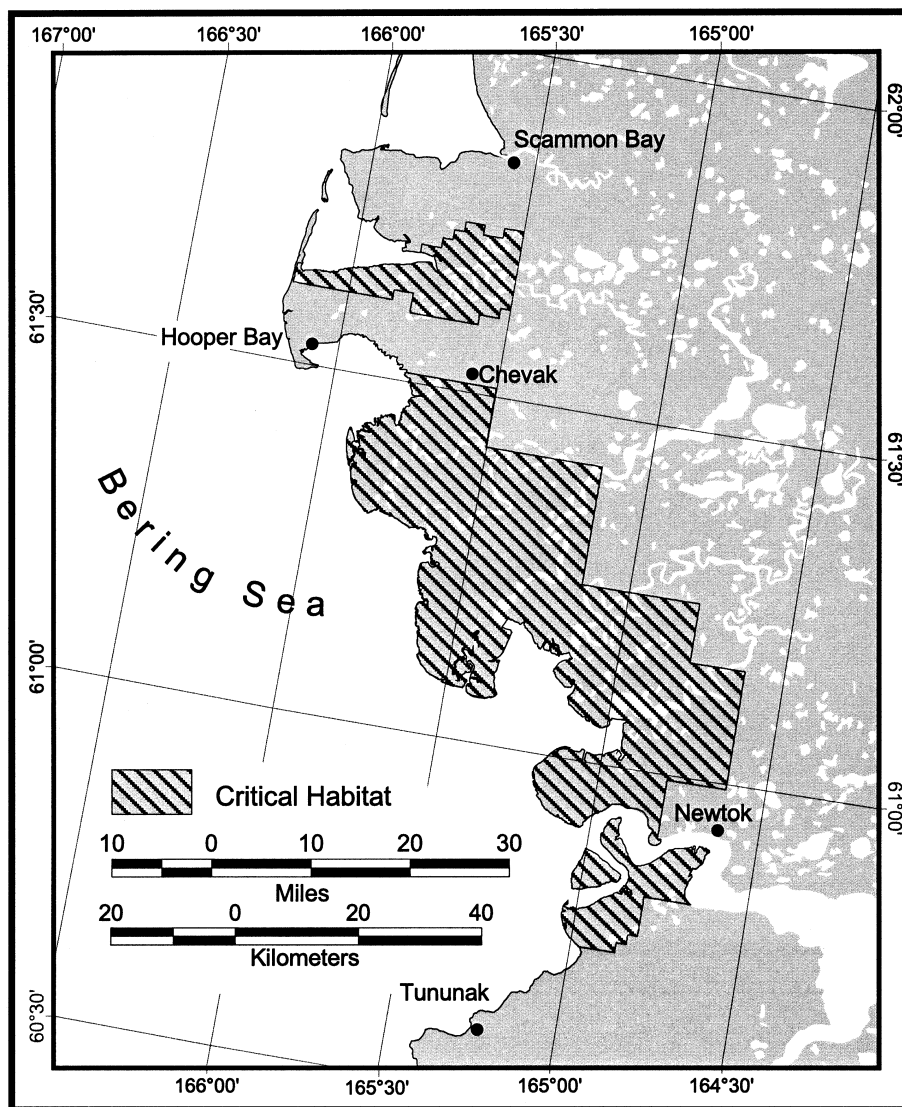 167°00'
166°30'
166°00'
165°30'
165°00'
62°00'
Scammon Bay
61°30'
Hooper Bay
Chevak
61°30'
Bering Sea
61°00'
Critical Habitat
Newtok
61°00'
10 0 10 20 30
Miles
20 0 20 40
Kilometers
Tununak
60°30'
166°00'
165°30'
165°00'
164°30'